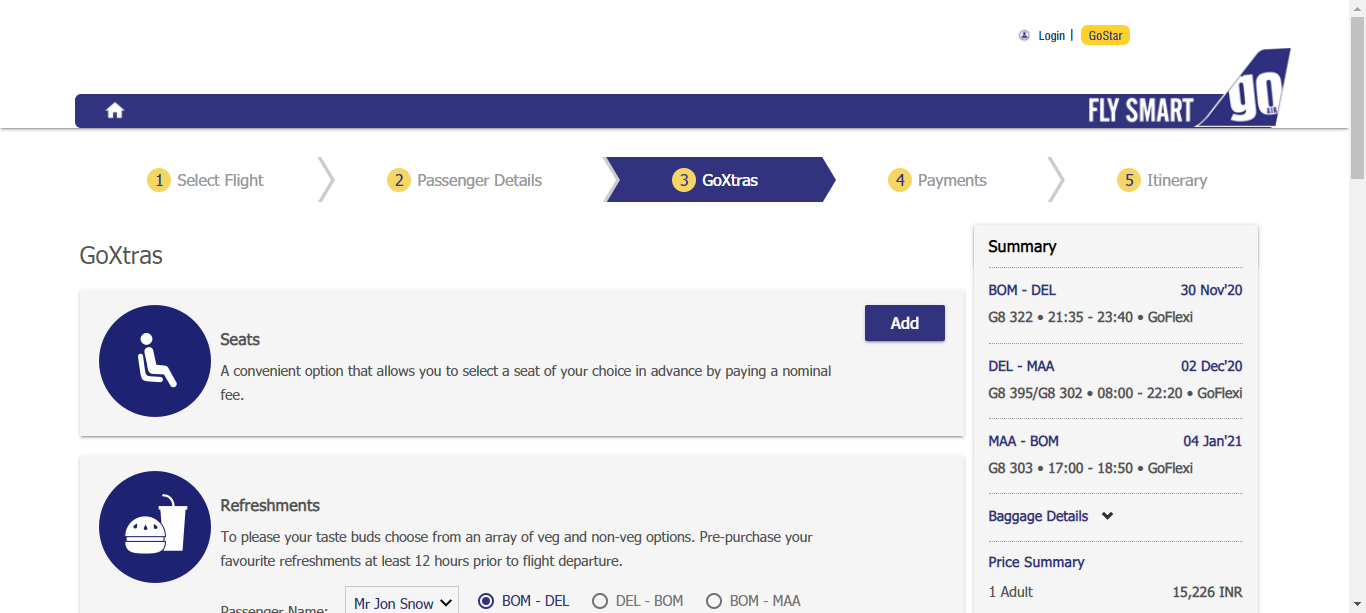 Login | GoStar
FLY SMART go AIR
1 Select Flight
2 Passenger Details
3 GoXtras
4 Payments
5 Itinerary
GoXtras
Seats
A convenient option that allows you to select a seat of your choice in advance by paying a nominal
fee.
Add
Refreshments
To please your taste buds choose from an array of veg and non-veg options. Pre-purchase your
favourite refreshments at least 12 hours prior to flight departure.
Passenger Name: Mr Jon Snow BOM - DEL DEL - BOM BOM - MAA
Summary
BOM - DEL 30 Nov'20
G8 322 • 21:35 - 23:40 • GoFlexi
DEL - MAA 02 Dec'20
G8 395/G8 302 • 08:00 - 22:20 • GoFlexi
MAA - BOM 04 Jan'21
G8 303 • 17:00 - 18:50 • GoFlexi
Baggage Details
Price Summary
1 Adult 15,226 INR